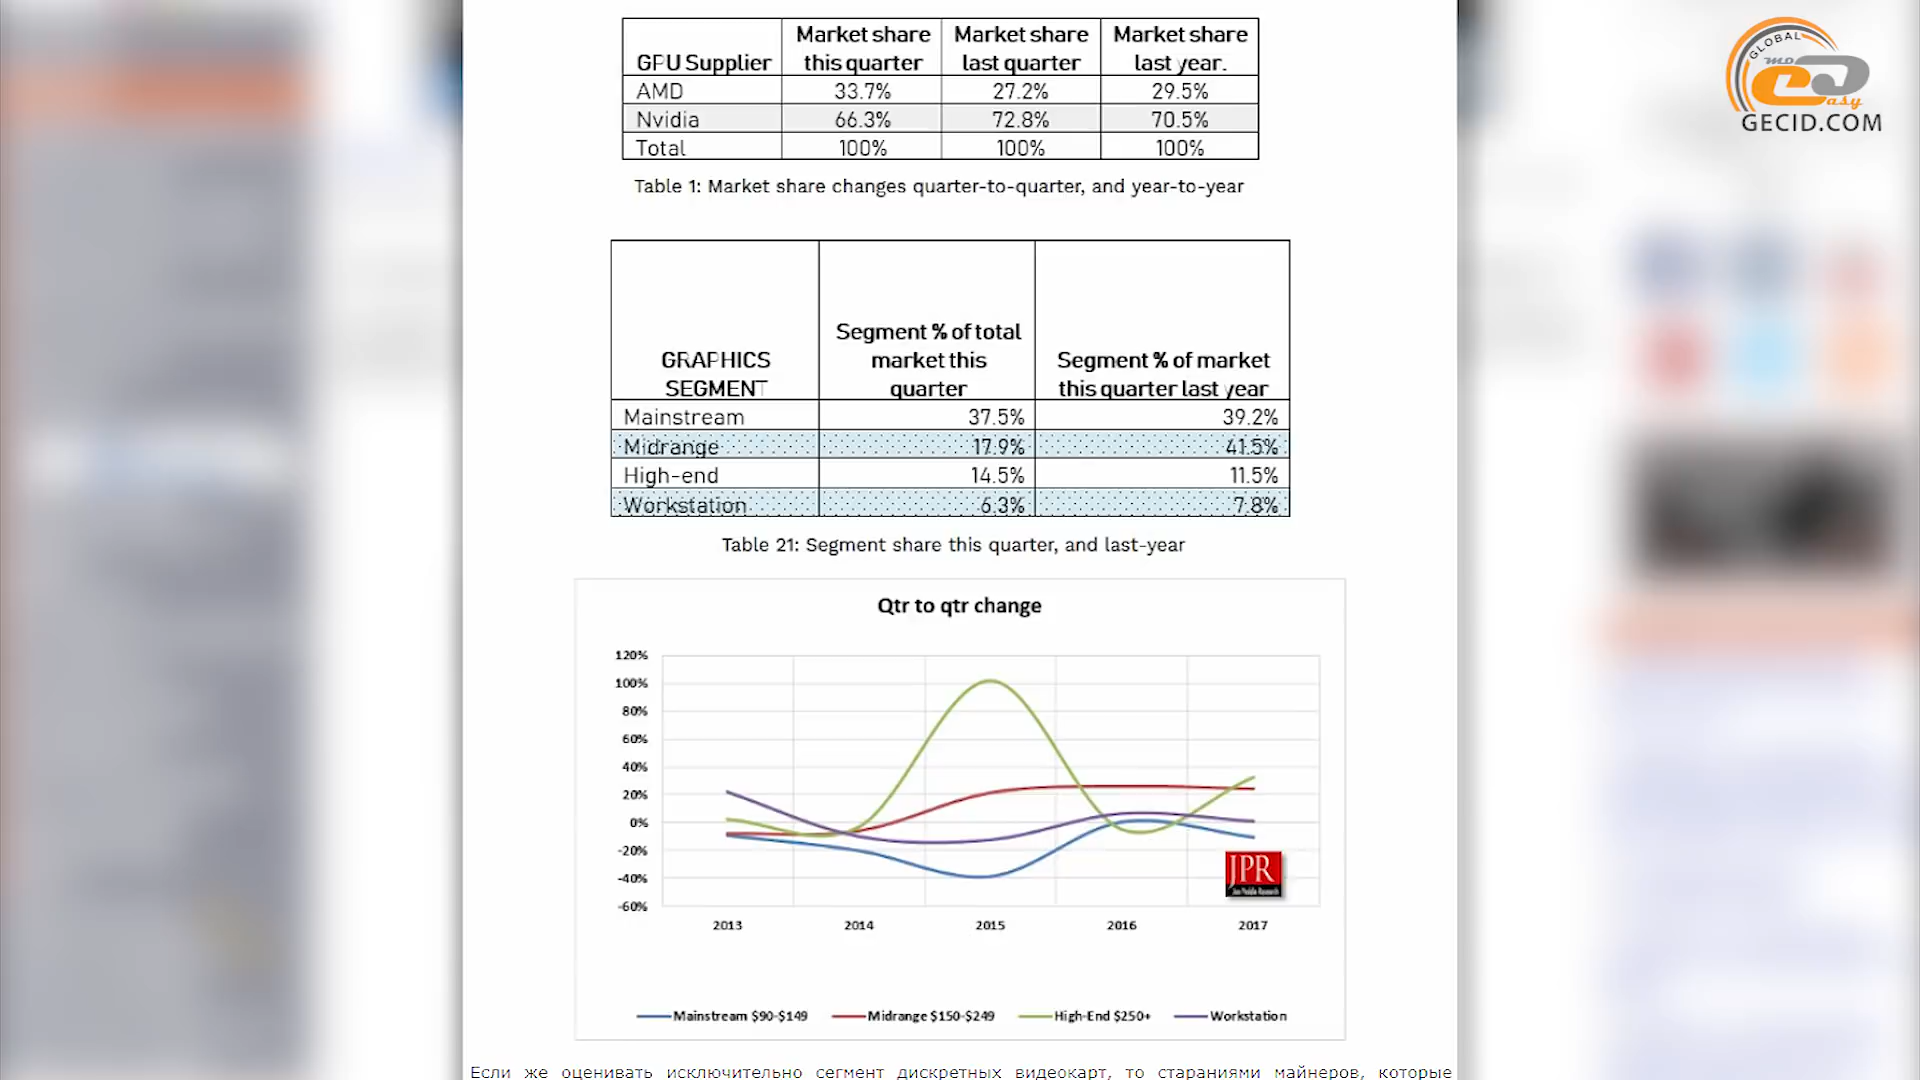 GLOBAL
easy
GECID.COM
GPU Supplier Market share this quarter Market share last quarter Market share last year.
AMD 33.7% 27.2% 29.5%
Nvidia 66.3% 72.8% 70.5%
Total 100% 100% 100%
Table 1: Market share changes quarter-to-quarter, and year-to-year
GRAPHICS SEGMENT Segment % of total market this quarter Segment % of market this quarter last year
Mainstream 37.5% 39.2%
Midrange 17.9% 41.5%
High-end 14.5% 11.5%
Workstation 6.3% 7.8%
Table 21: Segment share this quarter, and last-year
Qtr to qtr change
120%
100%
80%
60%
40%
20%
0%
-20%
-40%
-60%
JPR
Jon Peddie Research
2013 2014 2015 2016 2017
Mainstream $90-$149 Midrange $150-$249 High-End $250+ Workstation
Если же оценивать исключительно сегмент дискретных видеокарт, то стараниями майнеров, которые